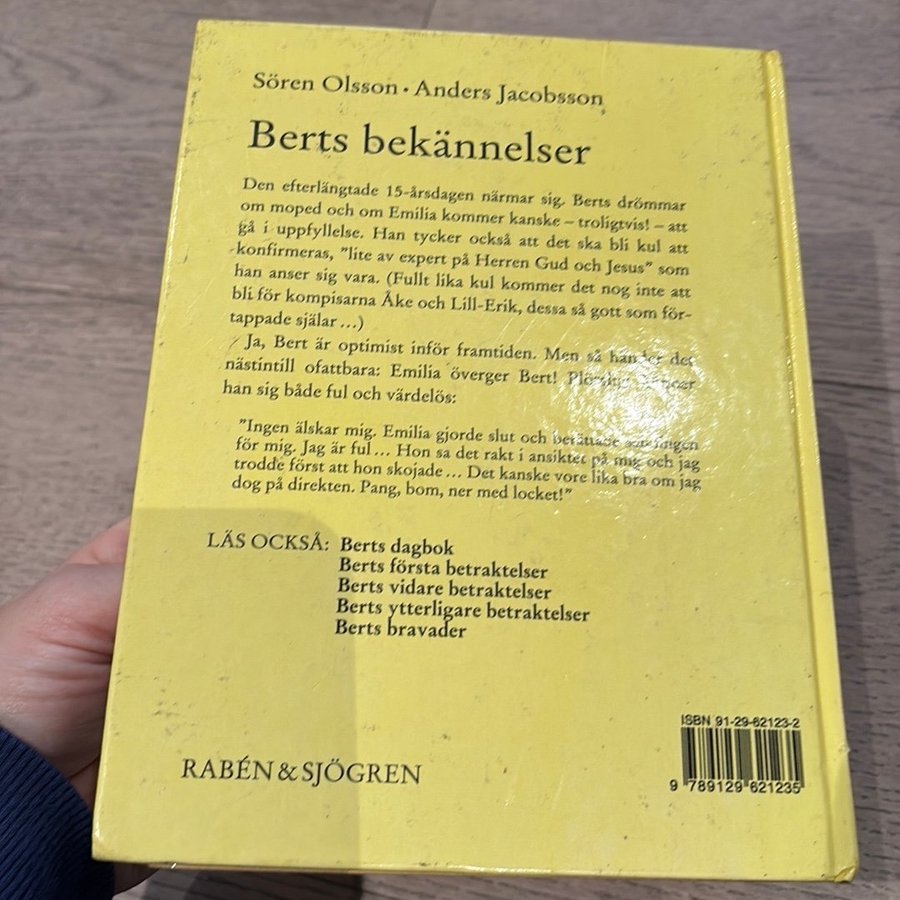 Sören Olsson • Anders Jacobsson
Berts bekännelser
Den efterlängtade 15-årsdagen närmar sig. Berts drömmar
om moped och om Emilia kommer kanske – troligtvis! – att
gå i uppfyllelse. Han tycker också att det ska bli kul att
konfirmeras, ”lite av expert på Herren Gud och Jesus” som
han anser sig vara. (Fullt lika kul kommer det nog inte att
bli för kompisarna Åke och Lill-Erik, dessa så gott som för-
tappade själar ...)
Ja, Bert är optimist inför framtiden. Men så händer det
nästintill ofattbara: Emilia överger Bert! Plötsligt
han sig både ful och värdelös:
”Ingen älskar mig. Emilia gjorde slut och berättade
för mig. Jag är ful ... Hon sa det rakt i ansiktet på mig och jag
trodde först att hon skojade ... Det kanske vore lika bra om jag
dog på direkten. Pang, bom, ner med locket!”
LÄS OCKSÅ: Berts dagbok
Berts första betraktelser
Berts vidare betraktelser
Berts ytterligare betraktelser
Berts bravader
RABÉN & SJÖGREN
ISBN 91-29-62123-2
9 789129 621235